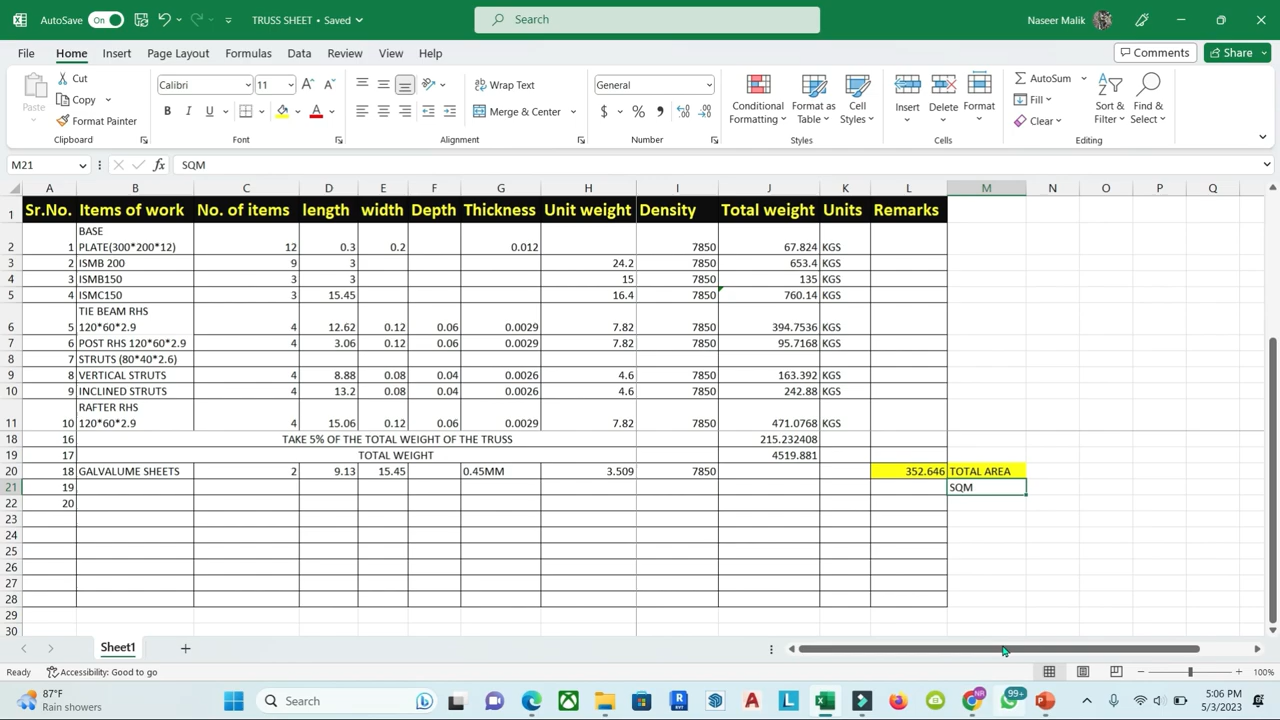 AutoSave On TRUSS SHEET • Saved Search Naseer Malik
File Home Insert Page Layout Formulas Data Review View Help Comments Share
Cut Calibri 11 Wrap Text General AutoSum
Paste Copy Conditional Formatting Format as Table Cell Styles Insert Delete Format Fill Sort & Filter Find & Select
Format Painter B I U A Merge & Center $ % , Clear
Clipboard Font Alignment Number Styles Cells Editing
M21 fx SQM
A B C D E F G H I J K L M N O P Q
1 Sr.No. Items of work No. of items length width Depth Thickness Unit weight Density Total weight Units Remarks
BASE
2 1 PLATE(300*200*12) 12 0.3 0.2 0.012 7850 67.824 KGS
3 2 ISMB 200 9 3 24.2 7850 653.4 KGS
4 3 ISMB150 3 3 15 7850 135 KGS
5 4 ISMC150 3 15.45 16.4 7850 760.14 KGS
TIE BEAM RHS
6 5 120*60*2.9 4 12.62 0.12 0.06 0.0029 7.82 7850 394.7536 KGS
7 6 POST RHS 120*60*2.9 4 3.06 0.12 0.06 0.0029 7.82 7850 95.7168 KGS
8 7 STRUTS (80*40*2.6)
9 8 VERTICAL STRUTS 4 8.88 0.08 0.04 0.0026 4.6 7850 163.392 KGS
10 9 INCLINED STRUTS 4 13.2 0.08 0.04 0.0026 4.6 7850 242.88 KGS
RAFTER RHS
11 10 120*60*2.9 4 15.06 0.12 0.06 0.0029 7.82 7850 471.0768 KGS
18 16 TAKE 5% OF THE TOTAL WEIGHT OF THE TRUSS 215.232408
19 17 TOTAL WEIGHT 4519.881
20 18 GALVALUME SHEETS 2 9.13 15.45 0.45MM 3.509 7850 352.646 TOTAL AREA
21 19 SQM
22 20
23
24
25
26
27
28
29
30
Sheet1
Ready Accessibility: Good to go 100%
87°F 99+ 5:06 PM
Rain showers Search 5/3/2023